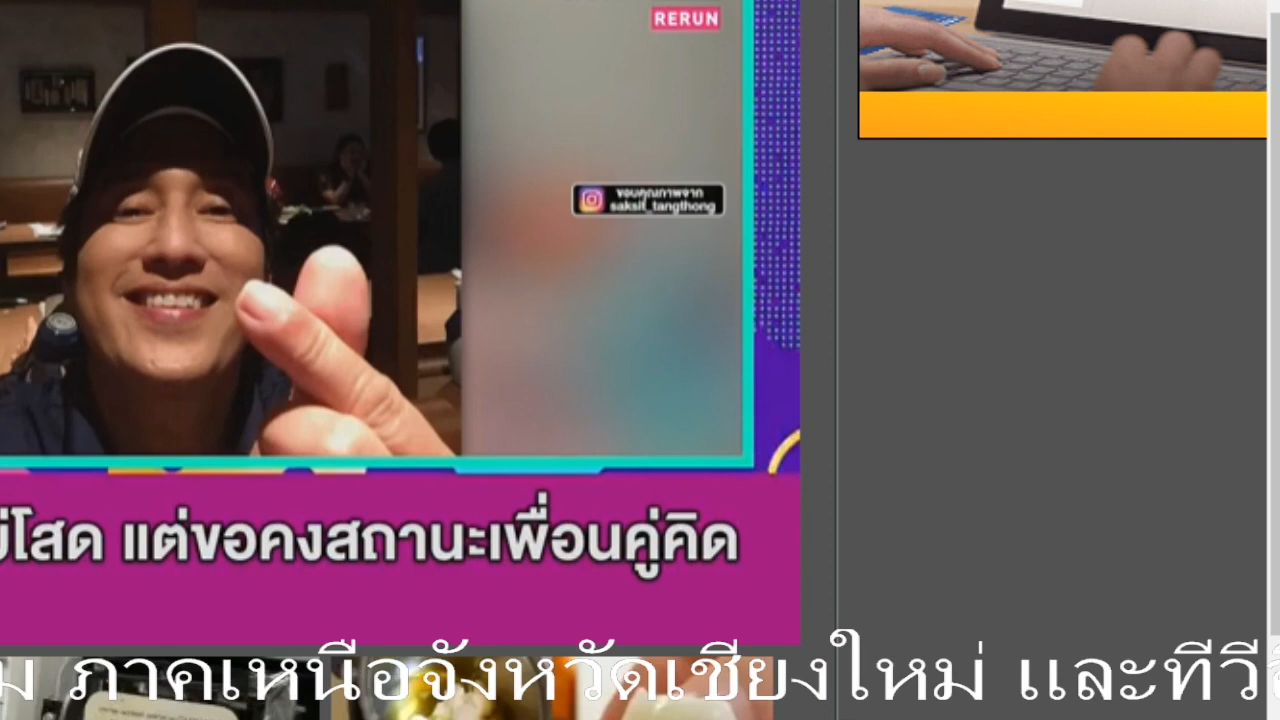 RERUN
ขอบคุณภาพจาก
saksit_tangthong
โสด แต่ขอคงสถานะเพื่อนคู่คิด
ม ภาคเหนือจังหวัดเชียงใหม่ และทีวี